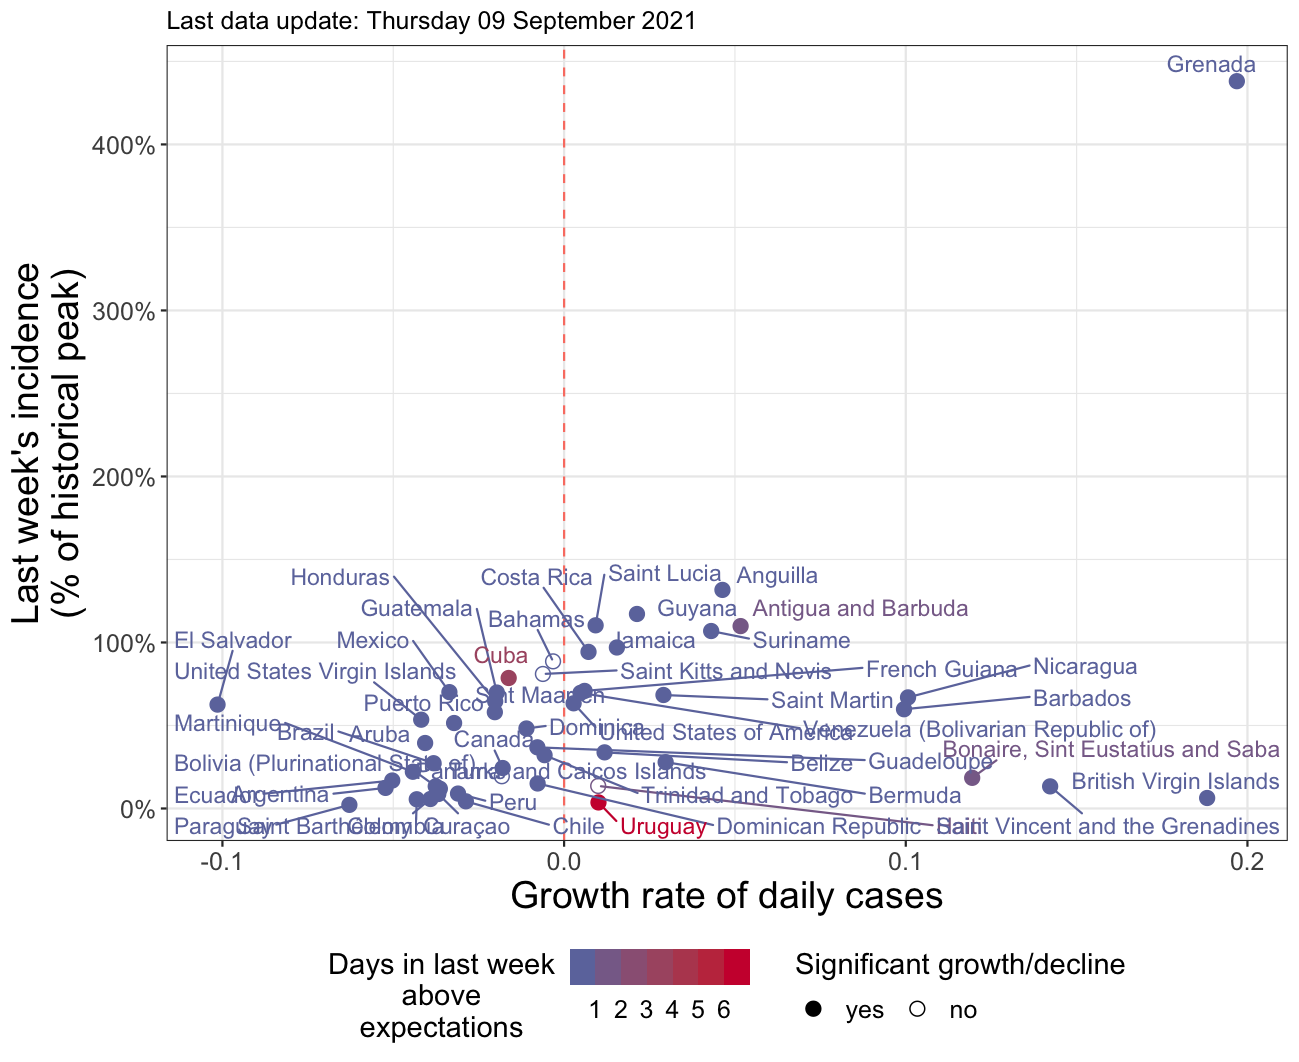 Last data update: Thursday 09 September 2021
Last week's incidence
(% of historical peak)
400%
300%
200%
100%
0%
Grenada
Honduras
Costa Rica
Saint Lucia
Anguilla
Guatemala
Bahamas
Guyana
Antigua and Barbuda
El Salvador
Mexico
Jamaica
Suriname
Cuba
United States Virgin Islands
Saint Kitts and Nevis
French Guiana
Nicaragua
Puerto Rico
Sint Maarten
Saint Martin
Barbados
Martinique
Brazil
Aruba
Dominica
United States of America
Venezuela (Bolivarian Republic of)
Canada
Bonaire, Sint Eustatius and Saba
Bolivia (Plurinational State of)
Panama
Turks and Caicos Islands
Belize
Guadeloupe
British Virgin Islands
Ecuador
Argentina
Peru
Trinidad and Tobago
Bermuda
Paraguay
Saint Barthélemy
Colombia
Curaçao
Chile
Uruguay
Dominican Republic
Haiti
Saint Vincent and the Grenadines
-0.1
0.0
0.1
0.2
Growth rate of daily cases
Days in last week
above
expectations
1 2 3 4 5 6
Significant growth/decline
yes
no